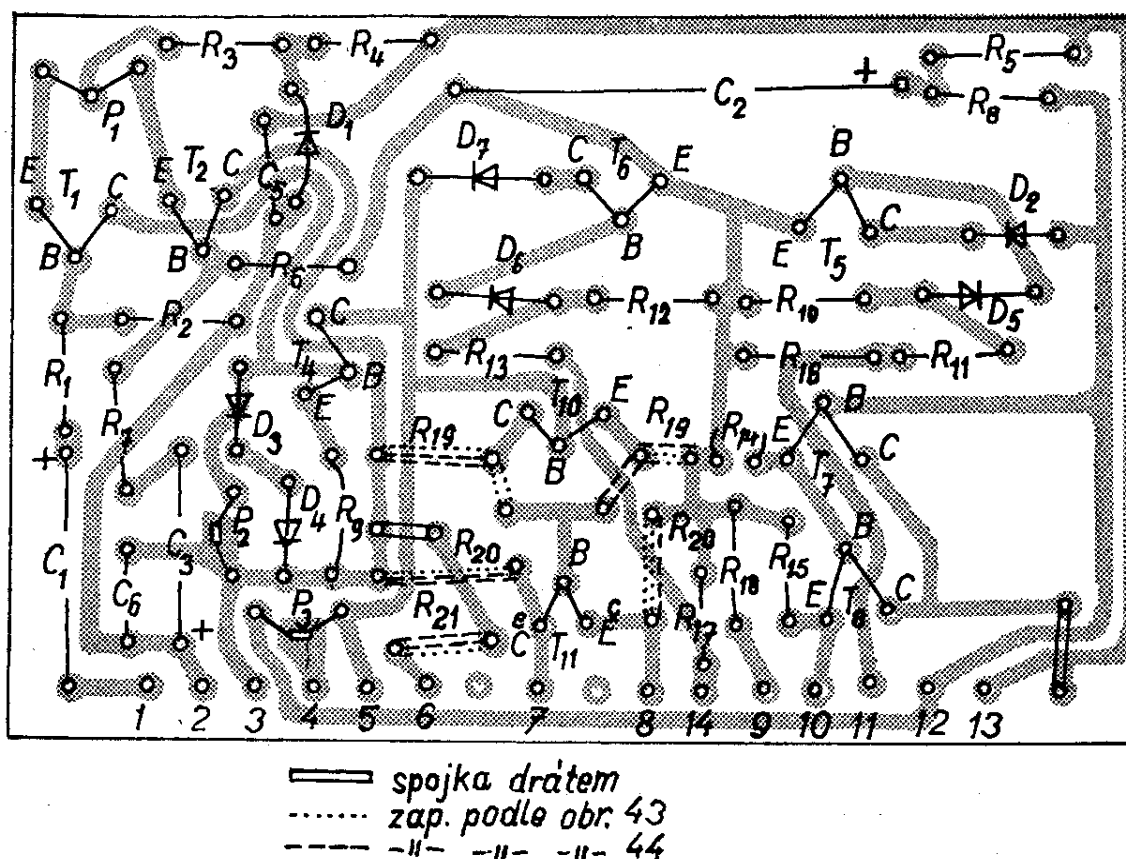 R3 R4 R5
P1 D1 + C2 R8
E T1 C E T2 C C5 D7 C T6 E B D2
B B R6 D6 B E T5 C
R2 C R12 R10 D5
R1 R7 T4 B R13 R16 R11
D3 E R19 C T10 E R19 R14 E B
+ B T7 C
C1 P2 D4 R9 R20 R20 R18 R15 B
C6 C3 P3 R21 B E T8 C
+ e C T11 E c R17
1 2 3 4 5 6 7 8 14 9 10 11 12 13
spojka drátem
zap. podle obr. 43
-"- -"- -"- 44